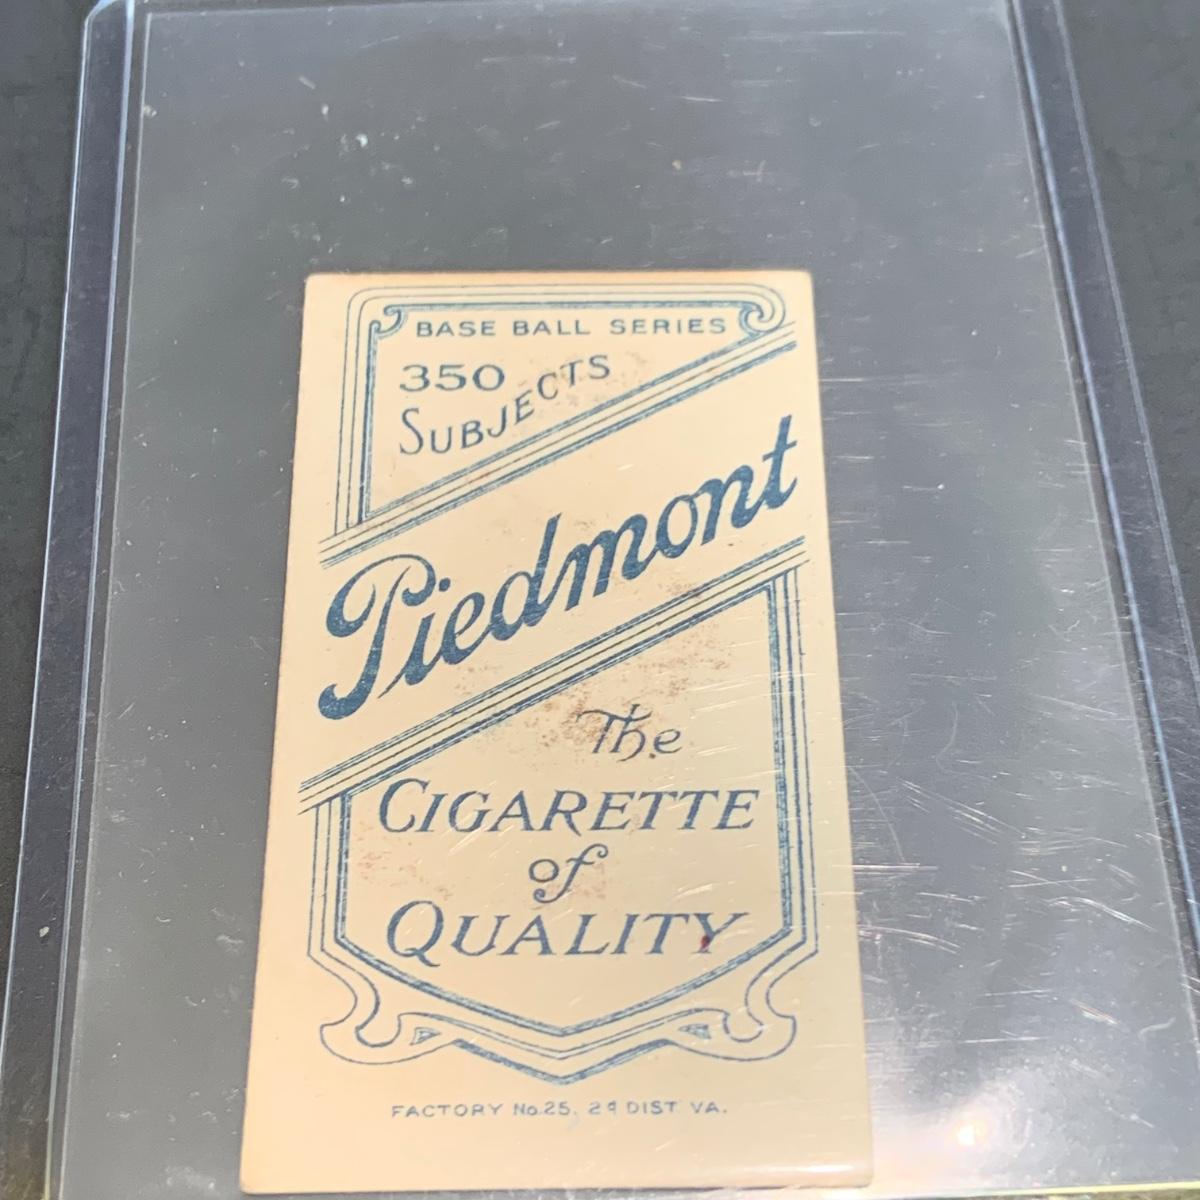 BASE BALL SERIES
350
SUBJECTS
Piedmont
The
CIGARETTE
of
QUALITY
FACTORY No.25, 2d DIST VA.